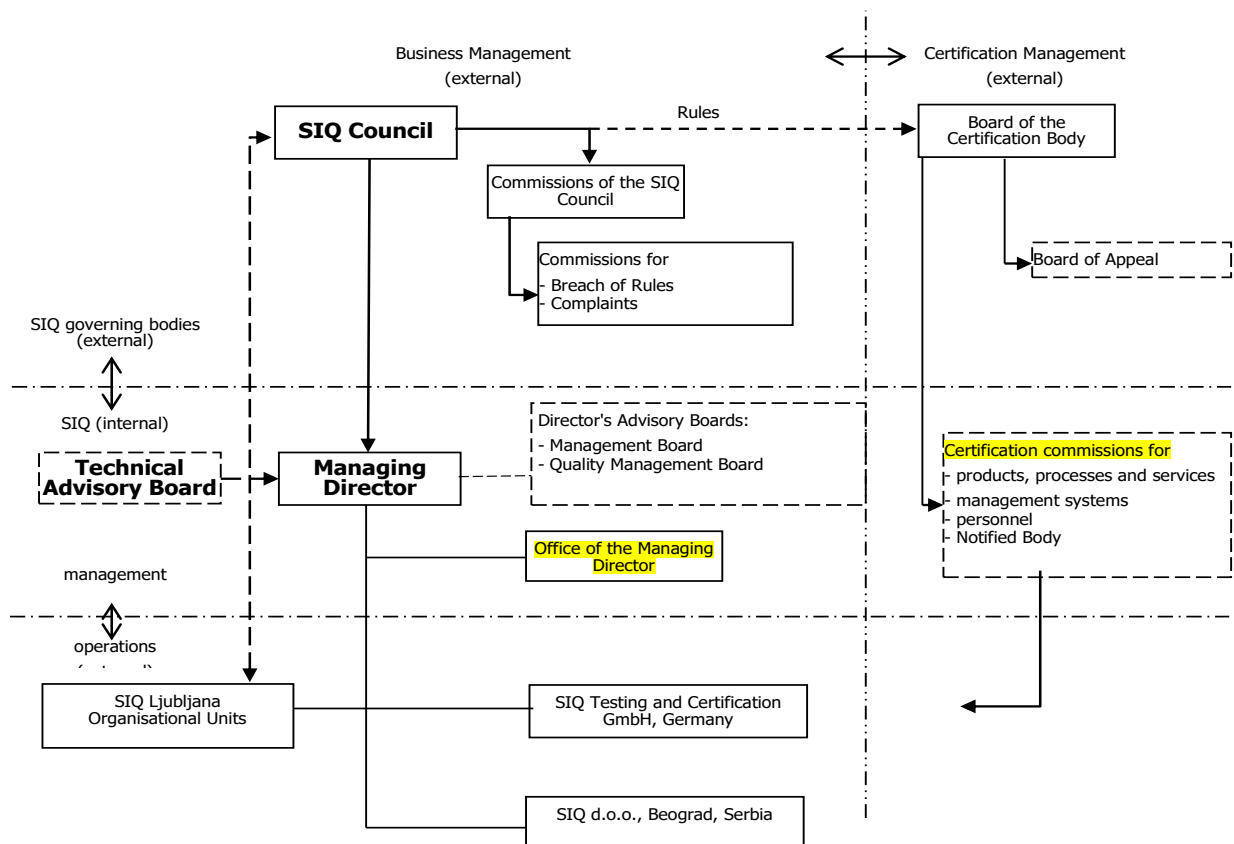 Business Management
(external)
Certification Management
(external)
SIQ Council
Rules
Board of the
Certification Body
Commissions of the SIQ
Council
Commissions for
- Breach of Rules
- Complaints
Board of Appeal
SIQ governing bodies
(external)
SIQ (internal)
Technical
Advisory Board
Managing
Director
Director's Advisory Boards:
- Management Board
- Quality Management Board
Certification commissions for
- products, processes and services
- management systems
- personnel
- Notified Body
Office of the Managing
Director
management
operations
SIQ Ljubljana
Organisational Units
SIQ Testing and Certification
GmbH, Germany
SIQ d.o.o., Beograd, Serbia